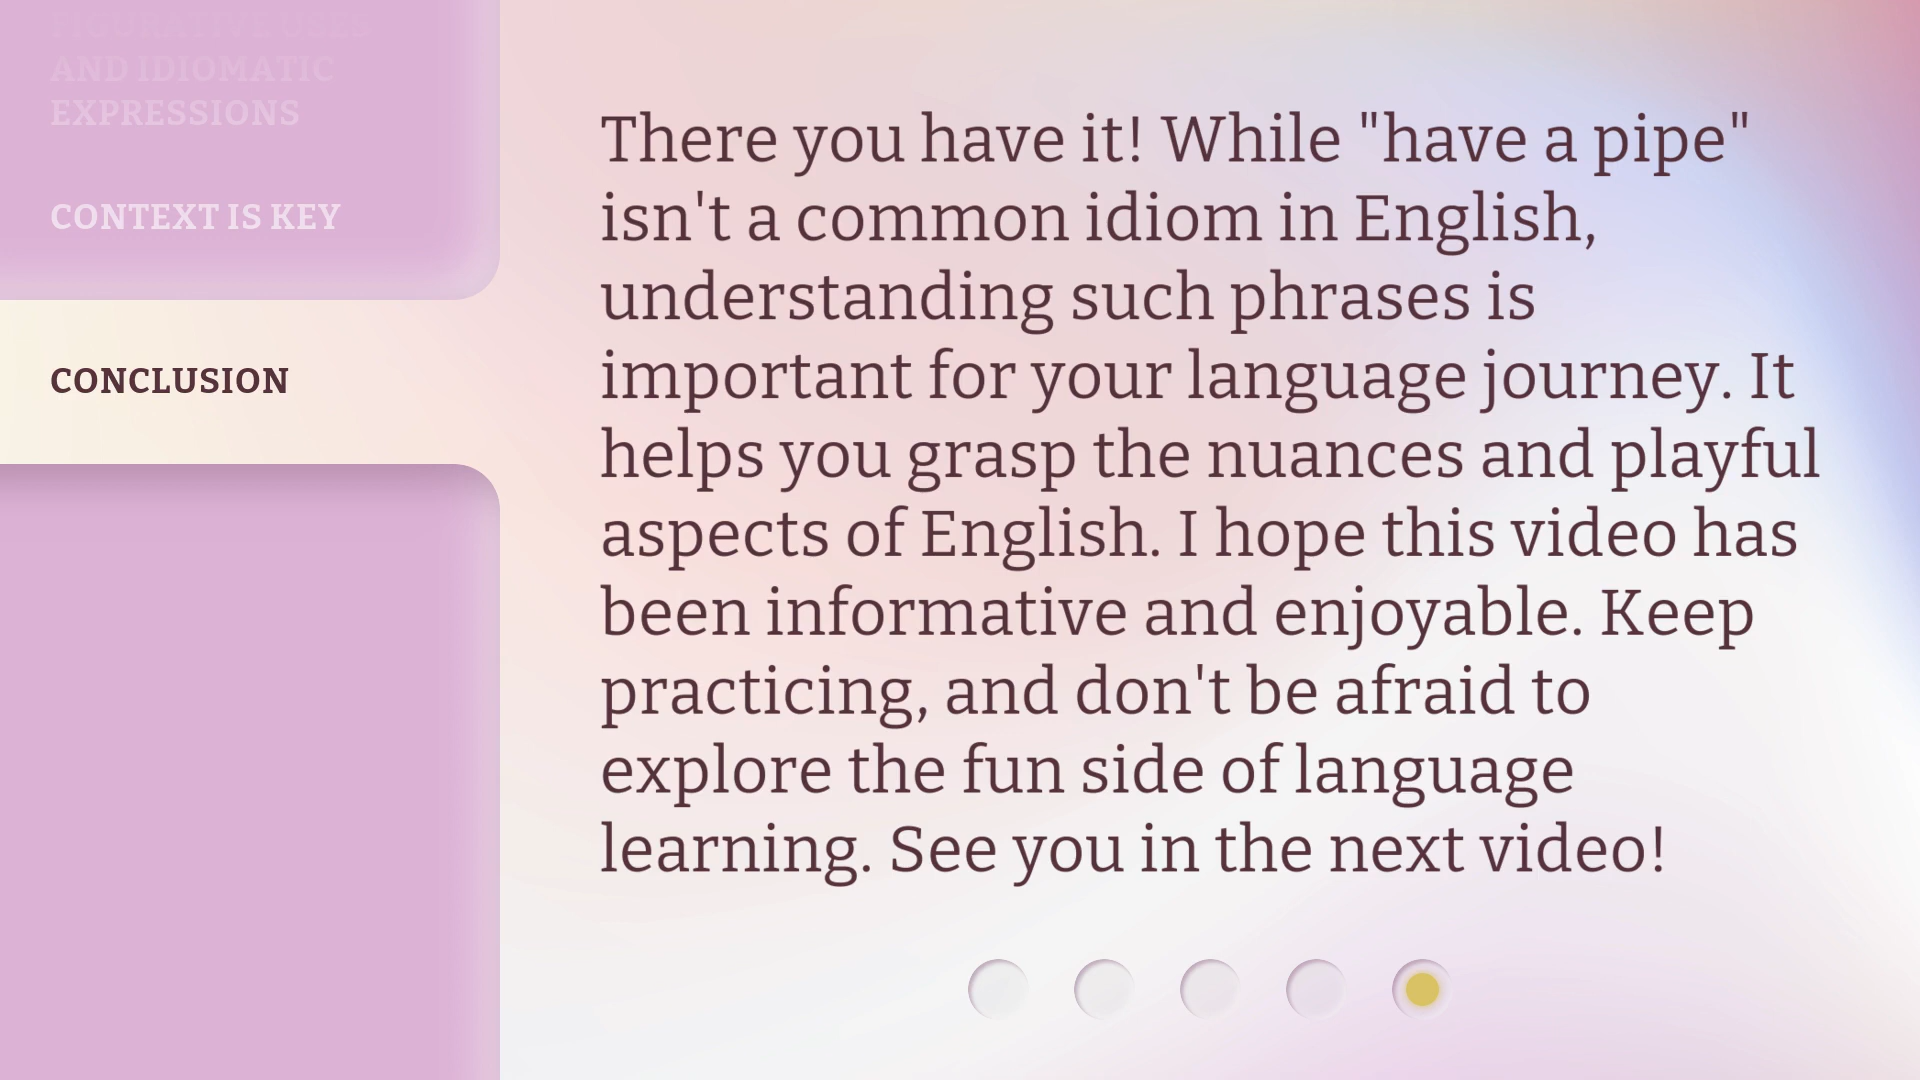 FIGURATIVE USES
AND IDIOMATIC
EXPRESSIONS
CONTEXT IS KEY
CONCLUSION
There you have it! While "have a pipe"
isn't a common idiom in English,
understanding such phrases is
important for your language journey. It
helps you grasp the nuances and playful
aspects of English. I hope this video has
been informative and enjoyable. Keep
practicing, and don't be afraid to
explore the fun side of language
learning. See you in the next video!